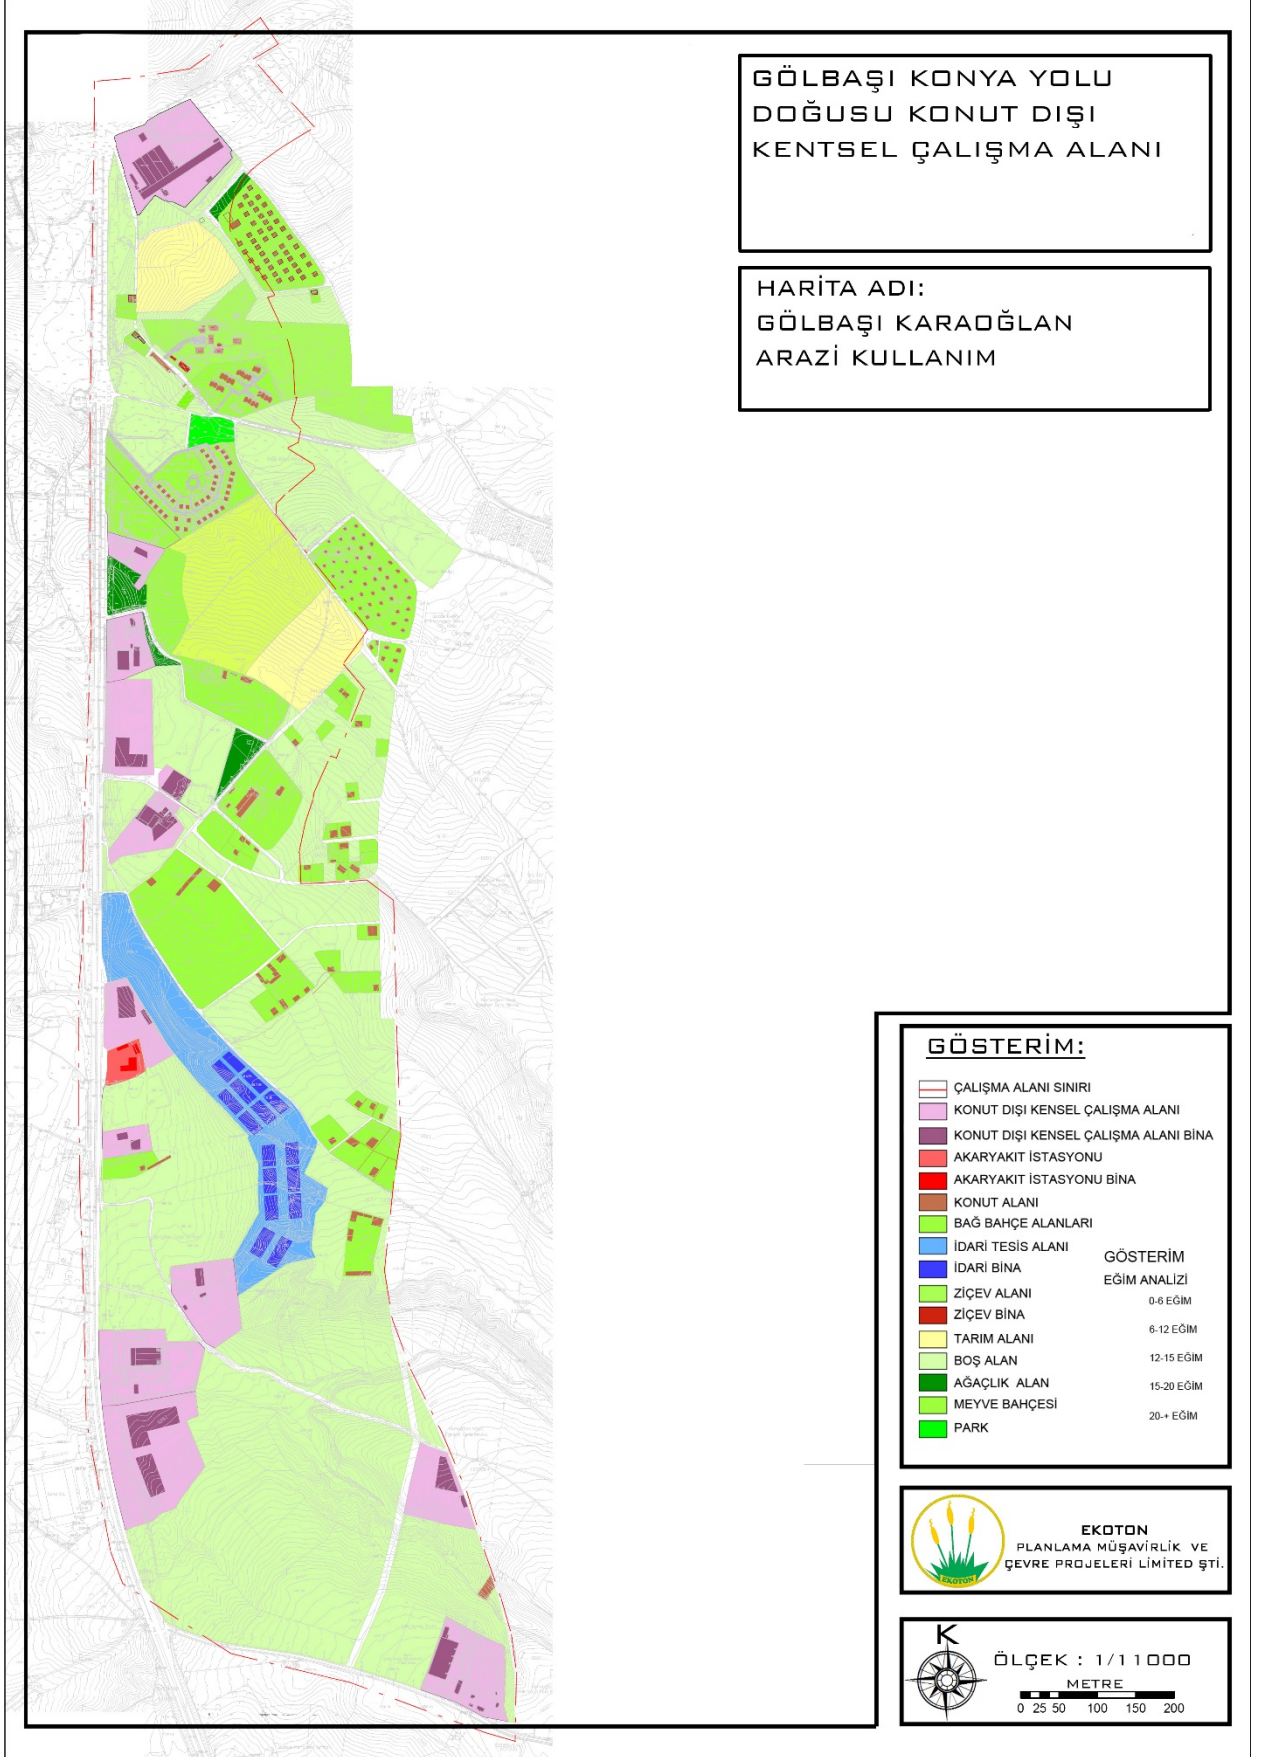 GÖLBAŞI KONYA YOLU
DOĞUSU KONUT DIŞI
KENTSEL ÇALIŞMA ALANI
HARİTA ADI:
GÖLBAŞI KARAOĞLAN
ARAZİ KULLANIM
GÖSTERİM:
ÇALIŞMA ALANI SINIRI
KONUT DIŞI KENSEL ÇALIŞMA ALANI
KONUT DIŞI KENSEL ÇALIŞMA ALANI BİNA
AKARYAKIT İSTASYONU
AKARYAKIT İSTASYONU BİNA
KONUT ALANI
BAĞ BAHÇE ALANLARI
İDARİ TESİS ALANI
İDARİ BİNA
ZİÇEV ALANI
ZİÇEV BİNA
TARIM ALANI
BOŞ ALAN
AĞAÇLIK ALAN
MEYVE BAHÇESİ
PARK
GÖSTERİM
EĞİM ANALİZİ
0-6 EĞİM
6-12 EĞİM
12-15 EĞİM
15-20 EĞİM
20-+ EĞİM
EKOTON
EKOTON
PLANLAMA MÜŞAVİRLİK VE
ÇEVRE PROJELERİ LİMİTED ŞTİ.
K
ÖLÇEK : 1/11000
METRE
0 25 50 100 150 200